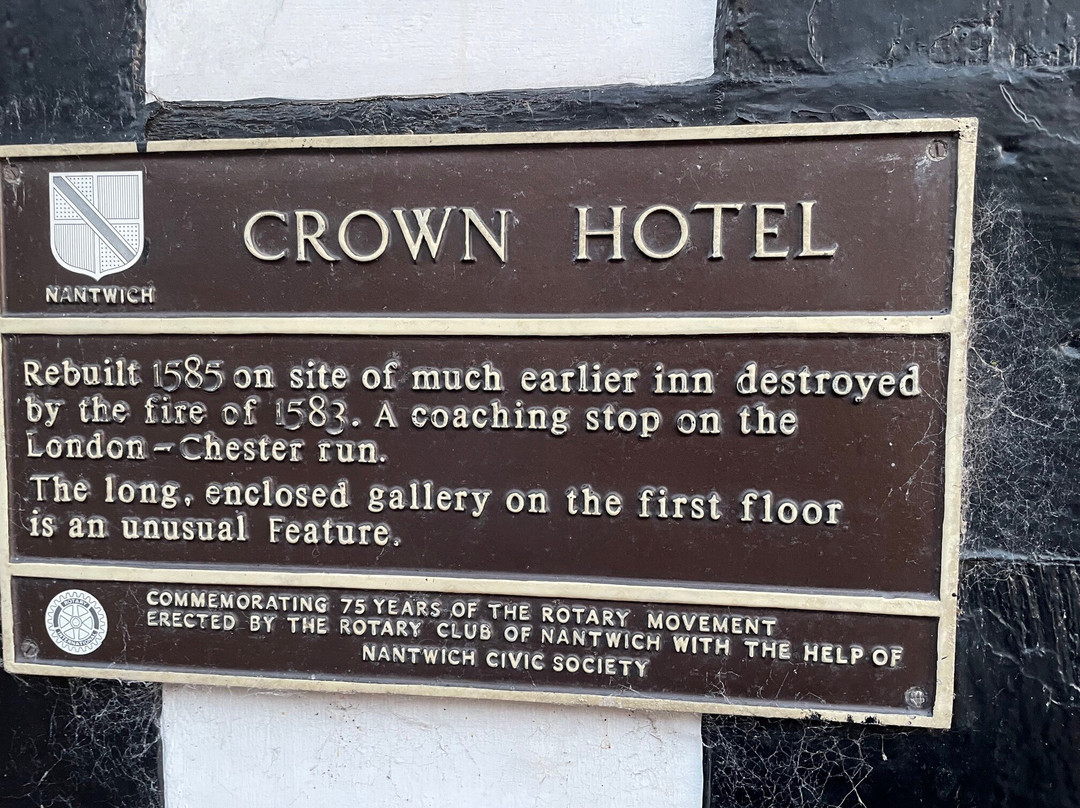 CROWN HOTEL
NANTWICH
Rebuilt 1585 on site of much earlier inn destroyed
by the fire of 1583. A coaching stop on the
London-Chester run.
The long, enclosed gallery on the first floor
is an unusual Feature.
ROTARY
INTERNATIONAL
COMMEMORATING 75 YEARS OF THE ROTARY MOVEMENT
ERECTED BY THE ROTARY CLUB OF NANTWICH WITH THE HELP OF
NANTWICH CIVIC SOCIETY